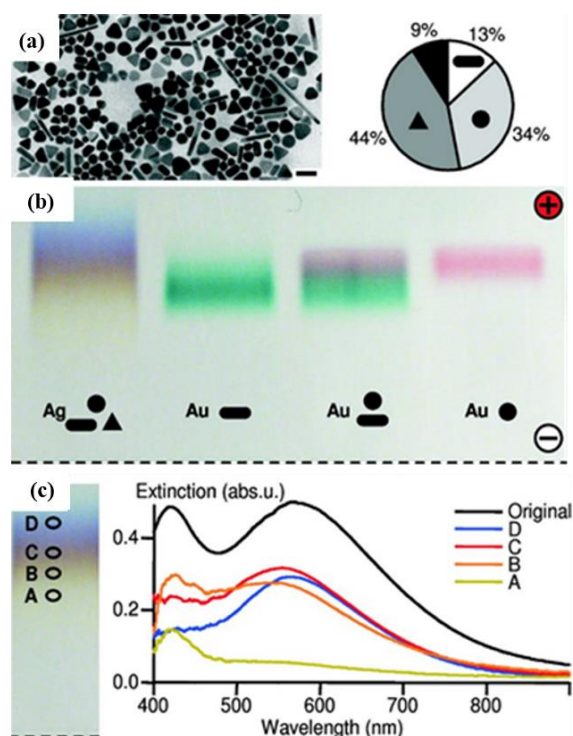 (a)
9%
13%
44%
34%
(b)
+
−
Ag
Au
Au
Au
(c)
D
C
B
A
Extinction (abs.u.)
0.4
0.2
0.0
400
500
600
700
800
Wavelength (nm)
Original
D
C
B
A